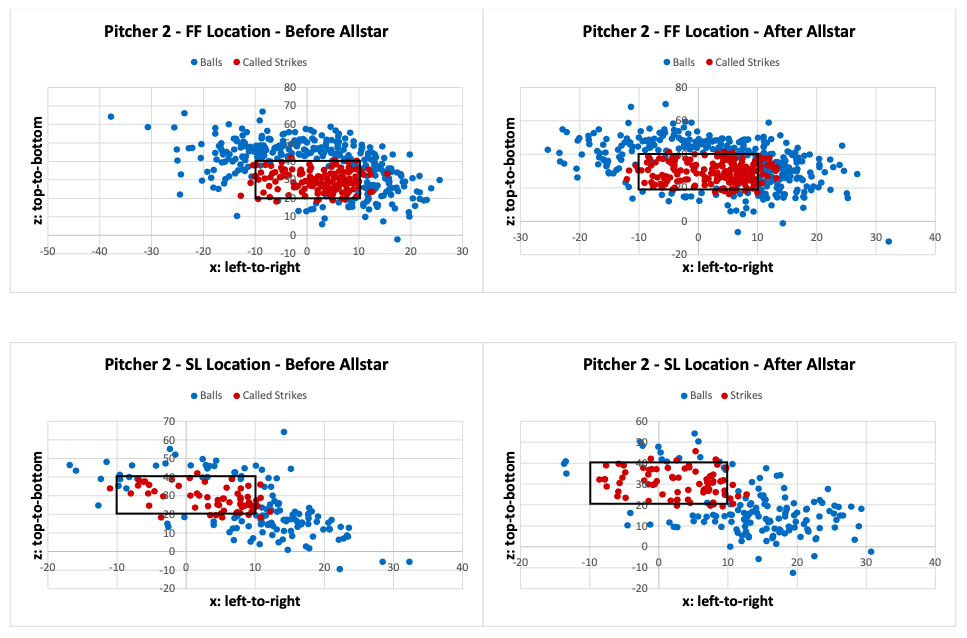 Pitcher 2 - FF Location - Before Allstar
Balls Called Strikes
z: top-to-bottom
80
70
60
50
40
30
20
10
0
-10
-50 -40 -30 -20 -10 0 10 20 30
x: left-to-right
Pitcher 2 - FF Location - After Allstar
Balls Called Strikes
z: top-to-bottom
80
60
40
20
0
-20
-30 -20 -10 0 10 20 30 40
x: left-to-right
Pitcher 2 - SL Location - Before Allstar
Balls Called Strikes
z: top-to-bottom
70
60
50
40
30
20
10
0
-10
-20
-20 -10 0 10 20 30 40
x: left-to-right
Pitcher 2 - SL Location - After Allstar
Balls Strikes
z: top-to-bottom
60
50
40
30
20
10
0
-10
-20
-20 -10 0 10 20 30 40
x: left-to-right